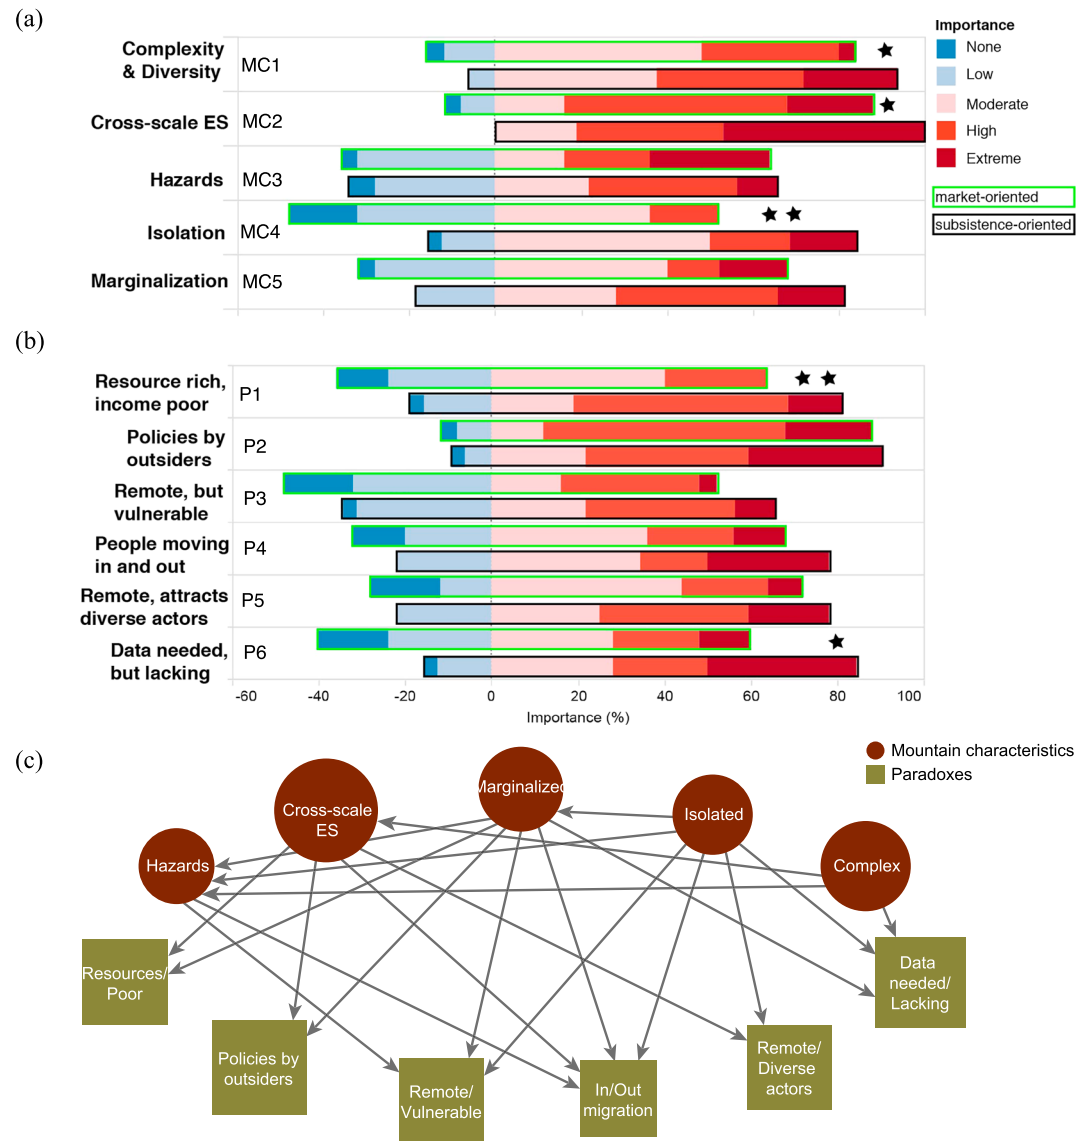 (a)
Complexity
& Diversity
MC1
Cross-scale ES
MC2
Hazards
MC3
Isolation
MC4
Marginalization
MC5
Importance
None
Low
Moderate
High
Extreme
market-oriented
subsistence-oriented
(b)
Resource rich,
income poor
P1
Policies by
outsiders
P2
Remote, but
vulnerable
P3
People moving
in and out
P4
Remote, attracts
diverse actors
P5
Data needed,
but lacking
P6
-60 -40 -20 0 20 40 60 80 100
Importance (%)
(c)
Mountain characteristics
Paradoxes
Hazards
Cross-scale
ES
Marginalized
Isolated
Complex
Resources/
Poor
Policies by
outsiders
Remote/
Vulnerable
In/Out
migration
Remote/
Diverse
actors
Data
needed/
Lacking